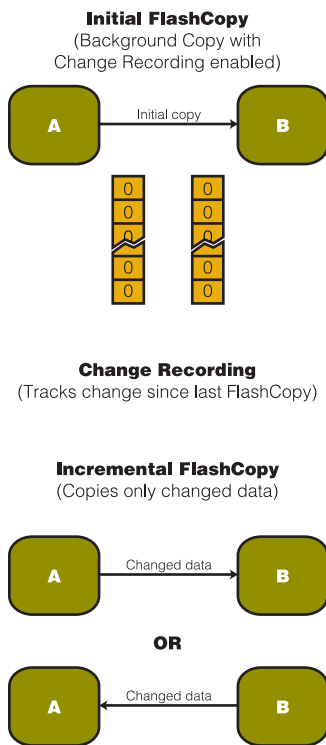 Initial FlashCopy
(Background Copy with
Change Recording enabled)
A
Initial copy
B
0 0
0 0
0 0
0 0
0 0
Change Recording
(Tracks change since last FlashCopy)
Incremental FlashCopy
(Copies only changed data)
A
Changed data
B
OR
A
Changed data
B